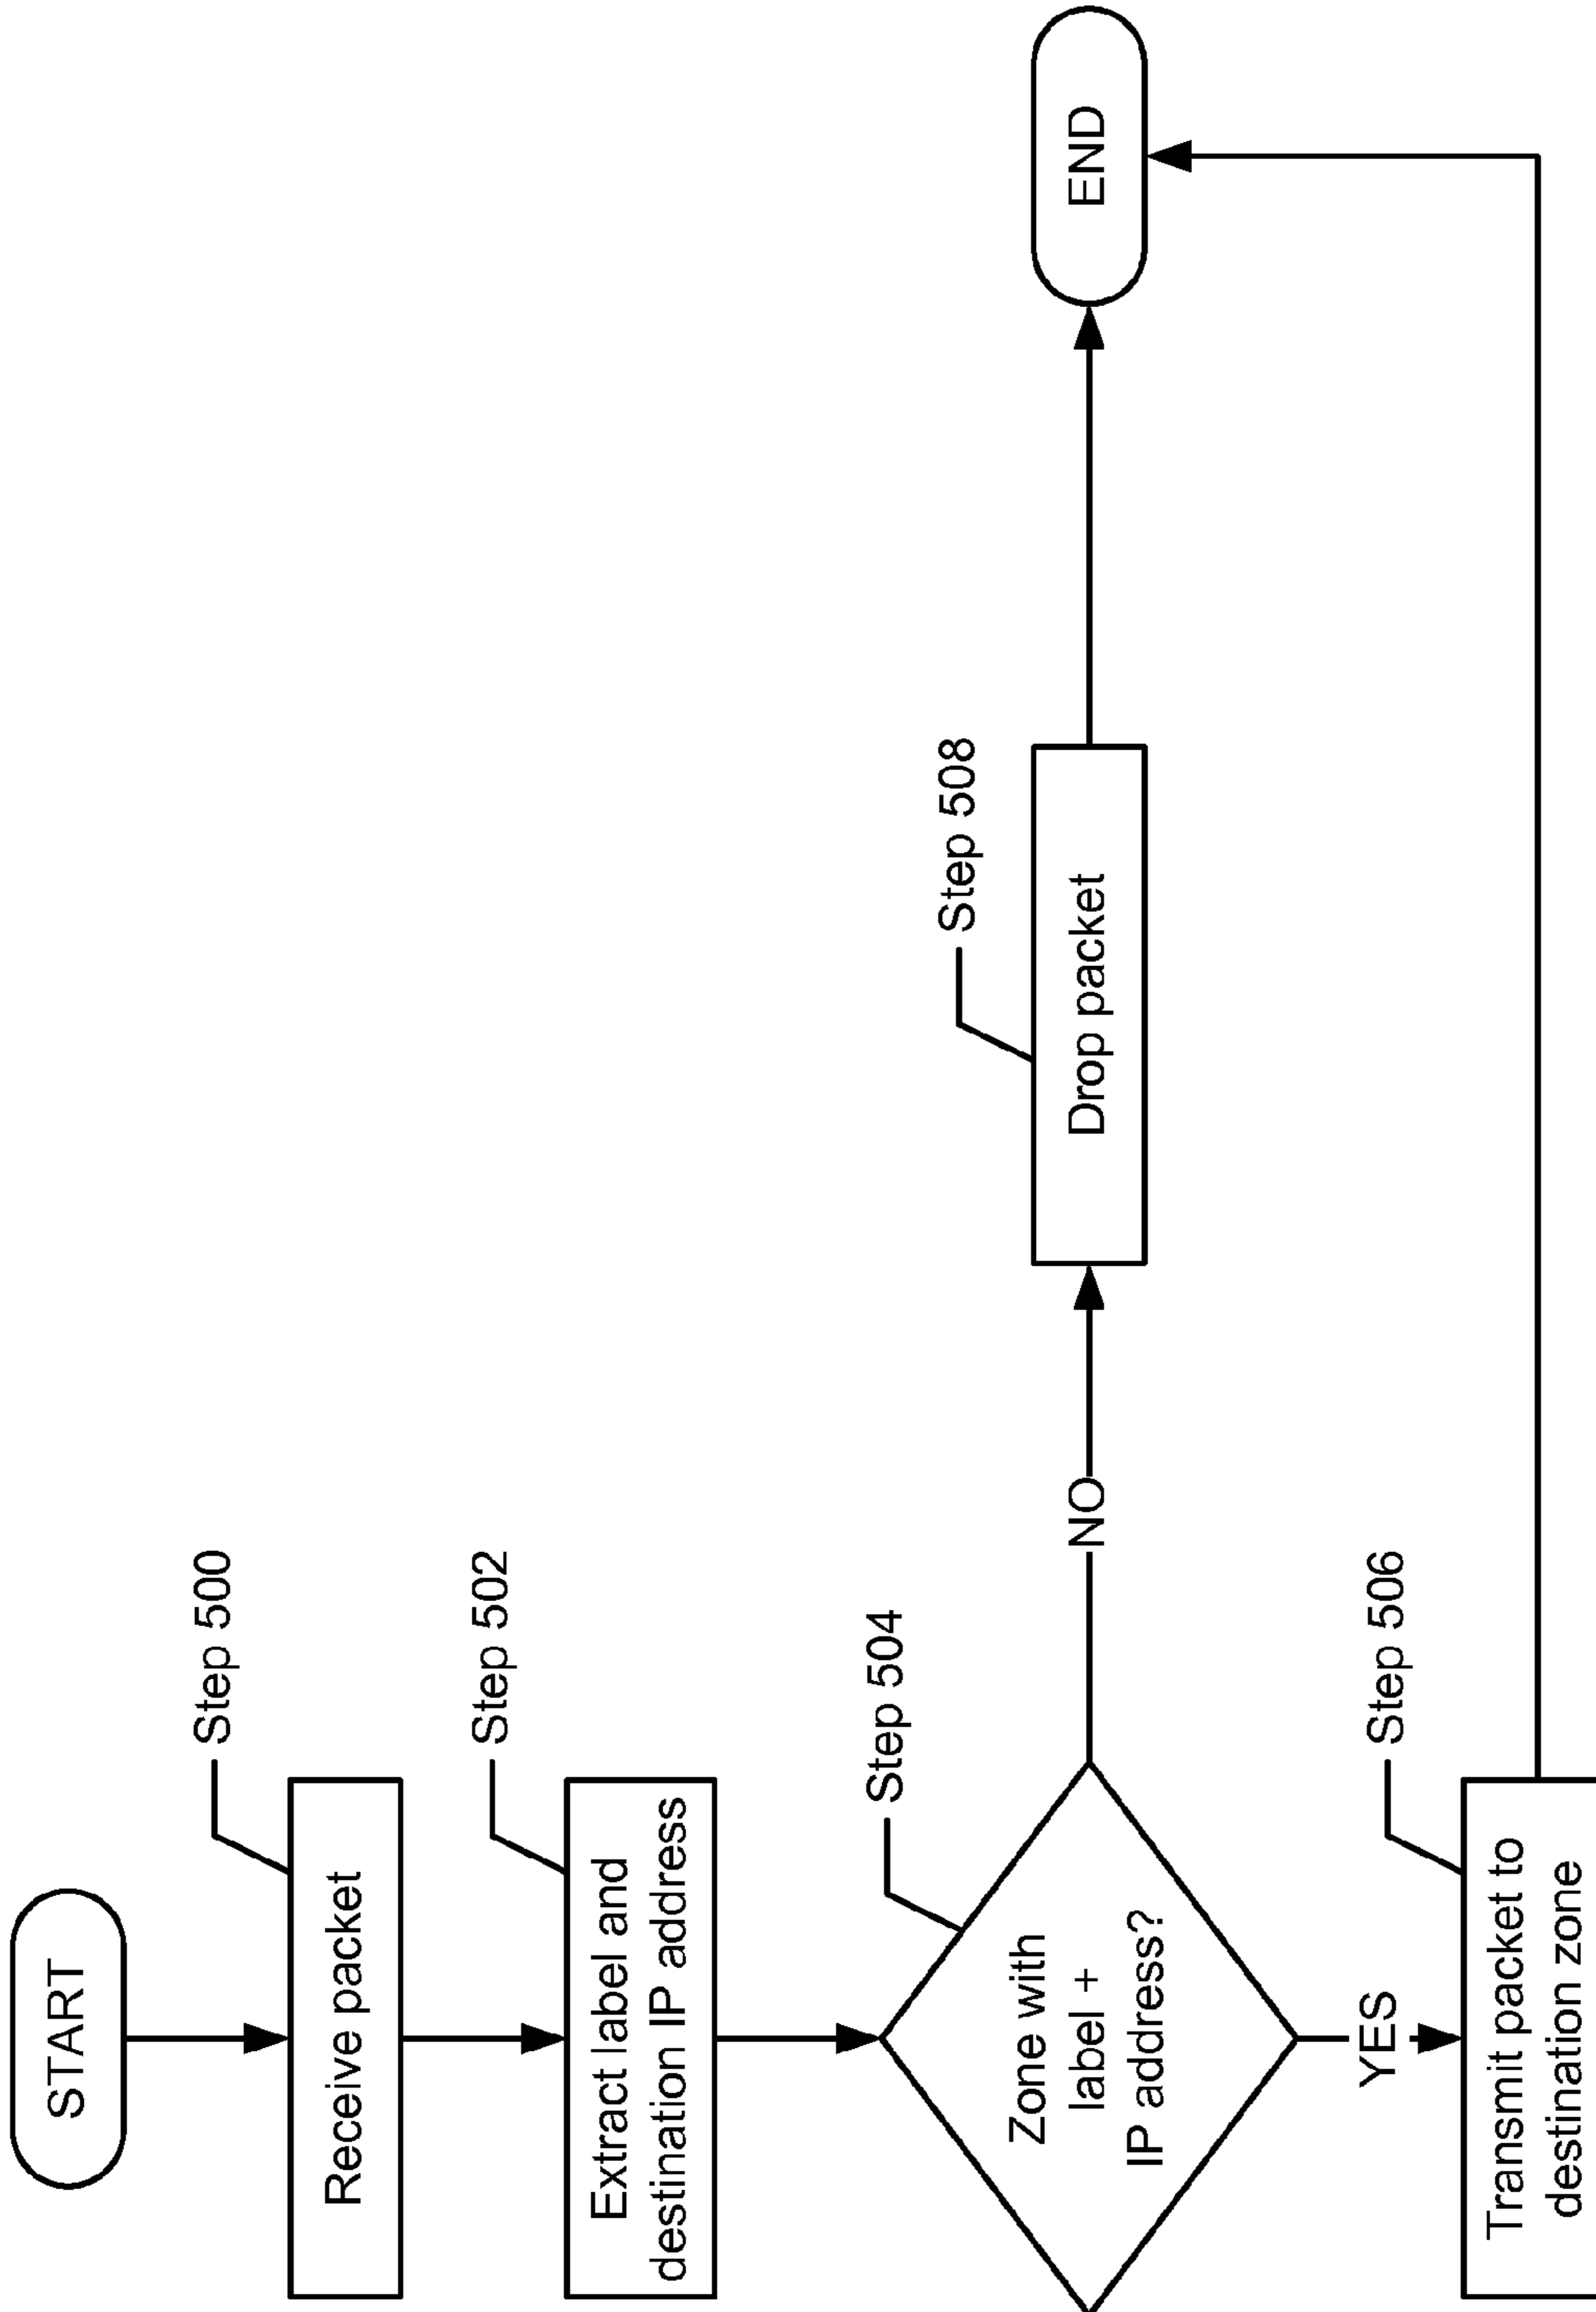 START
Step 500
Receive packet
Step 502
Extract label and
destination IP address
Step 504
Zone with
label +
IP address?
NO
Step 508
Drop packet
END
YES
Step 506
Transmit packet to
destination zone